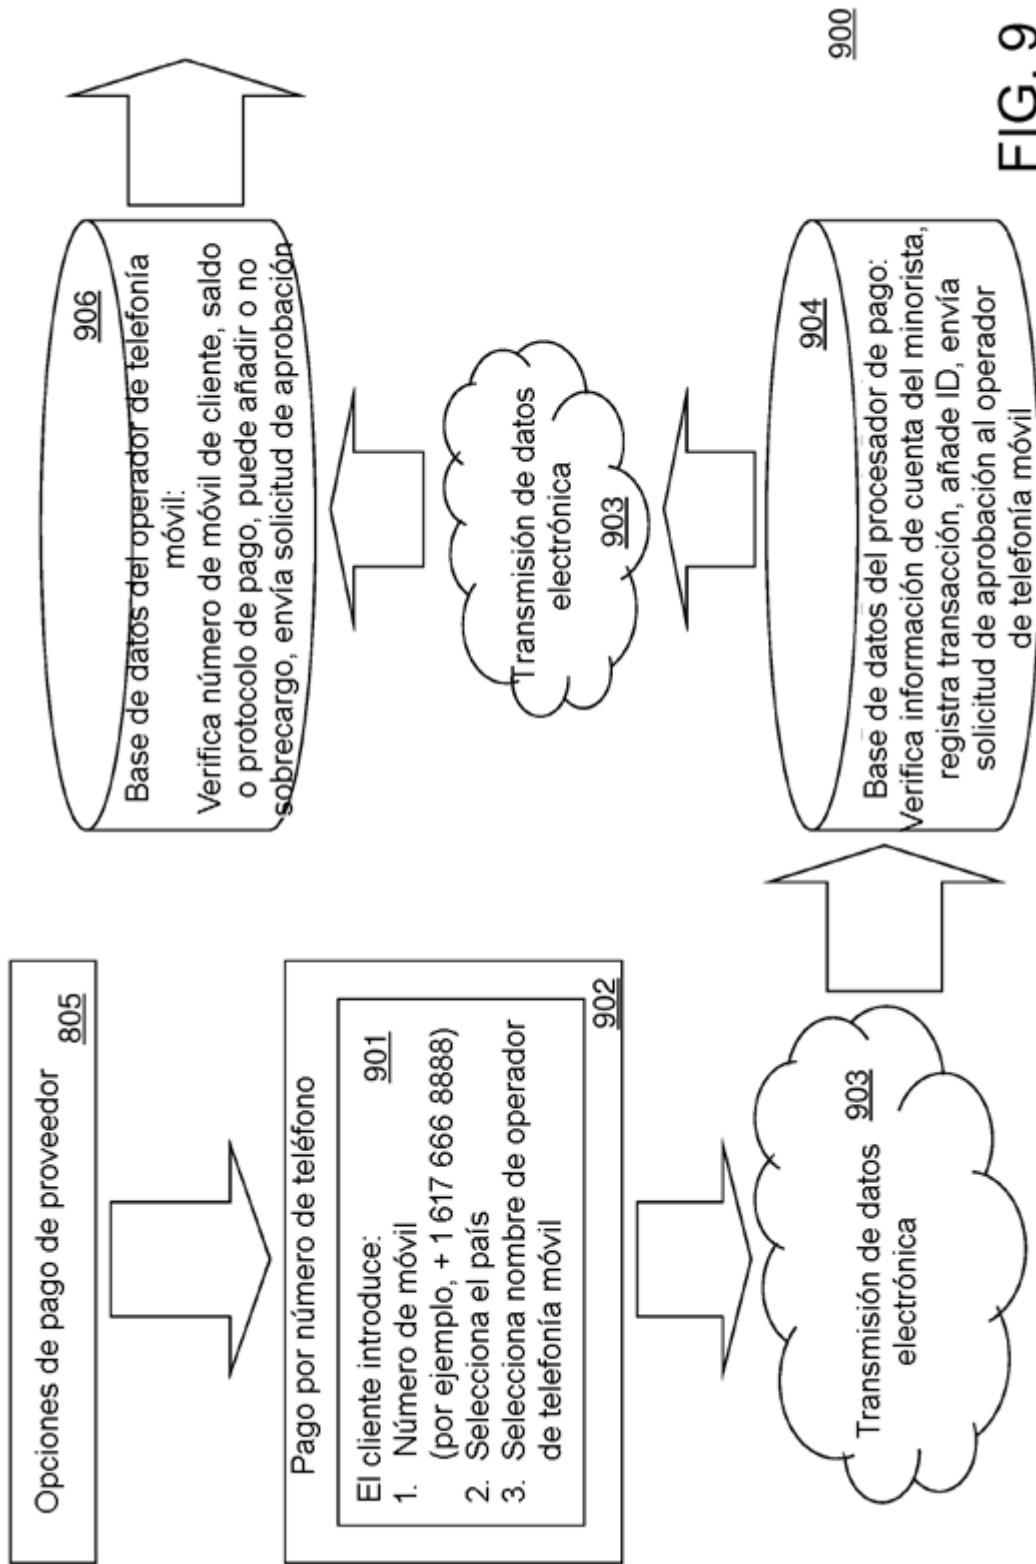 Opciones de pago de proveedor
805
Pago por número de teléfono
El cliente introduce:
901
1. Número de móvil
(por ejemplo, + 1 617 666 8888)
2. Selecciona el país
3. Selecciona nombre de operador
de telefonía móvil
902
Transmisión de datos
903
electrónica
Base de datos del procesador de pago:
904
Verifica información de cuenta del minorista,
registra transacción, añade ID, envía
solicitud de aprobación al operador
de telefonía móvil
Transmisión de datos
electrónica
903
906
Base de datos del operador de telefonía
móvil:
Verifica número de móvil de cliente, saldo
o protocolo de pago, puede añadir o no
sobrecargo, envía solicitud de aprobación
900
FIG. 9